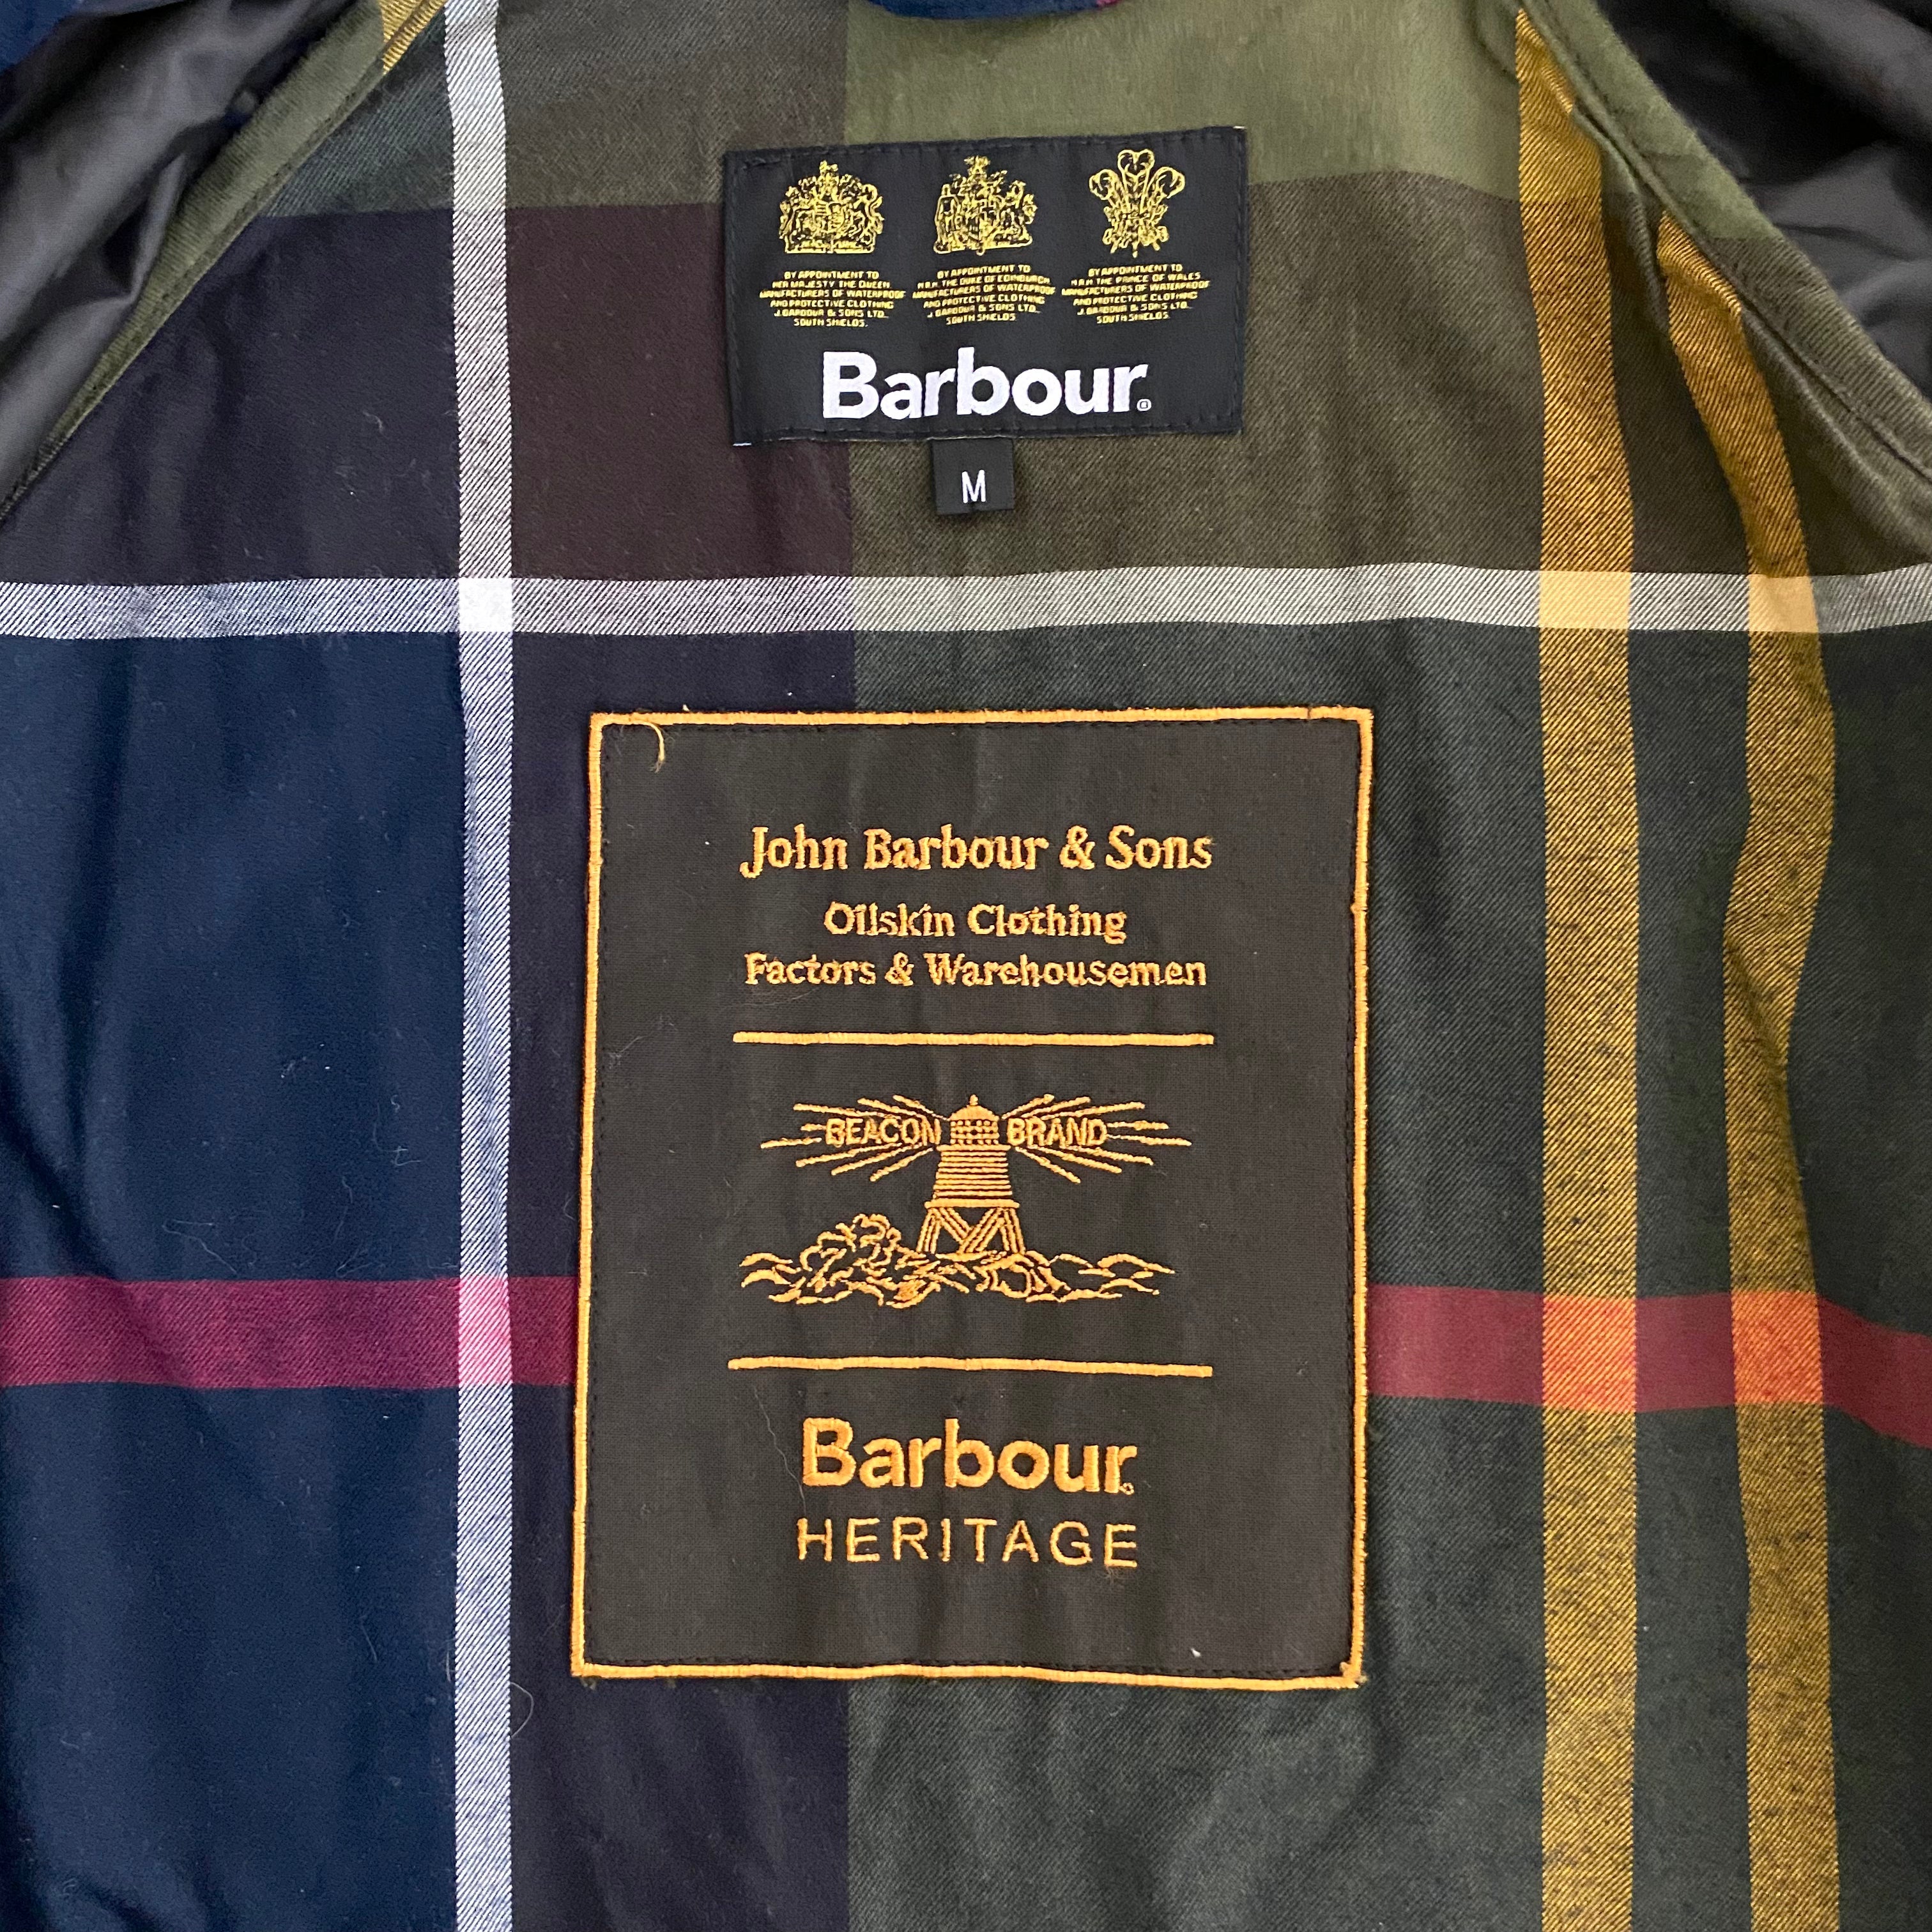 BY APPOINTMENT TO
HER MAJESTY THE QUEEN
MANUFACTURERS OF WATERPROOF
AND PROTECTIVE CLOTHING
J. BARBOUR & SONS LTD.
SOUTH SHIELDS.
BY APPOINTMENT TO
H.R.H. THE DUKE OF EDINBURGH
MANUFACTURERS OF WATERPROOF
AND PROTECTIVE CLOTHING
J. BARBOUR & SONS LTD.
SOUTH SHIELDS.
BY APPOINTMENT TO
H.R.H. THE PRINCE OF WALES
MANUFACTURERS OF WATERPROOF
AND PROTECTIVE CLOTHING
J. BARBOUR & SONS LTD.
SOUTH SHIELDS.
Barbour®
M
John Barbour & Sons
Oilskin Clothing
Factors & Warehousemen
BEACON BRAND
Barbour
HERITAGE